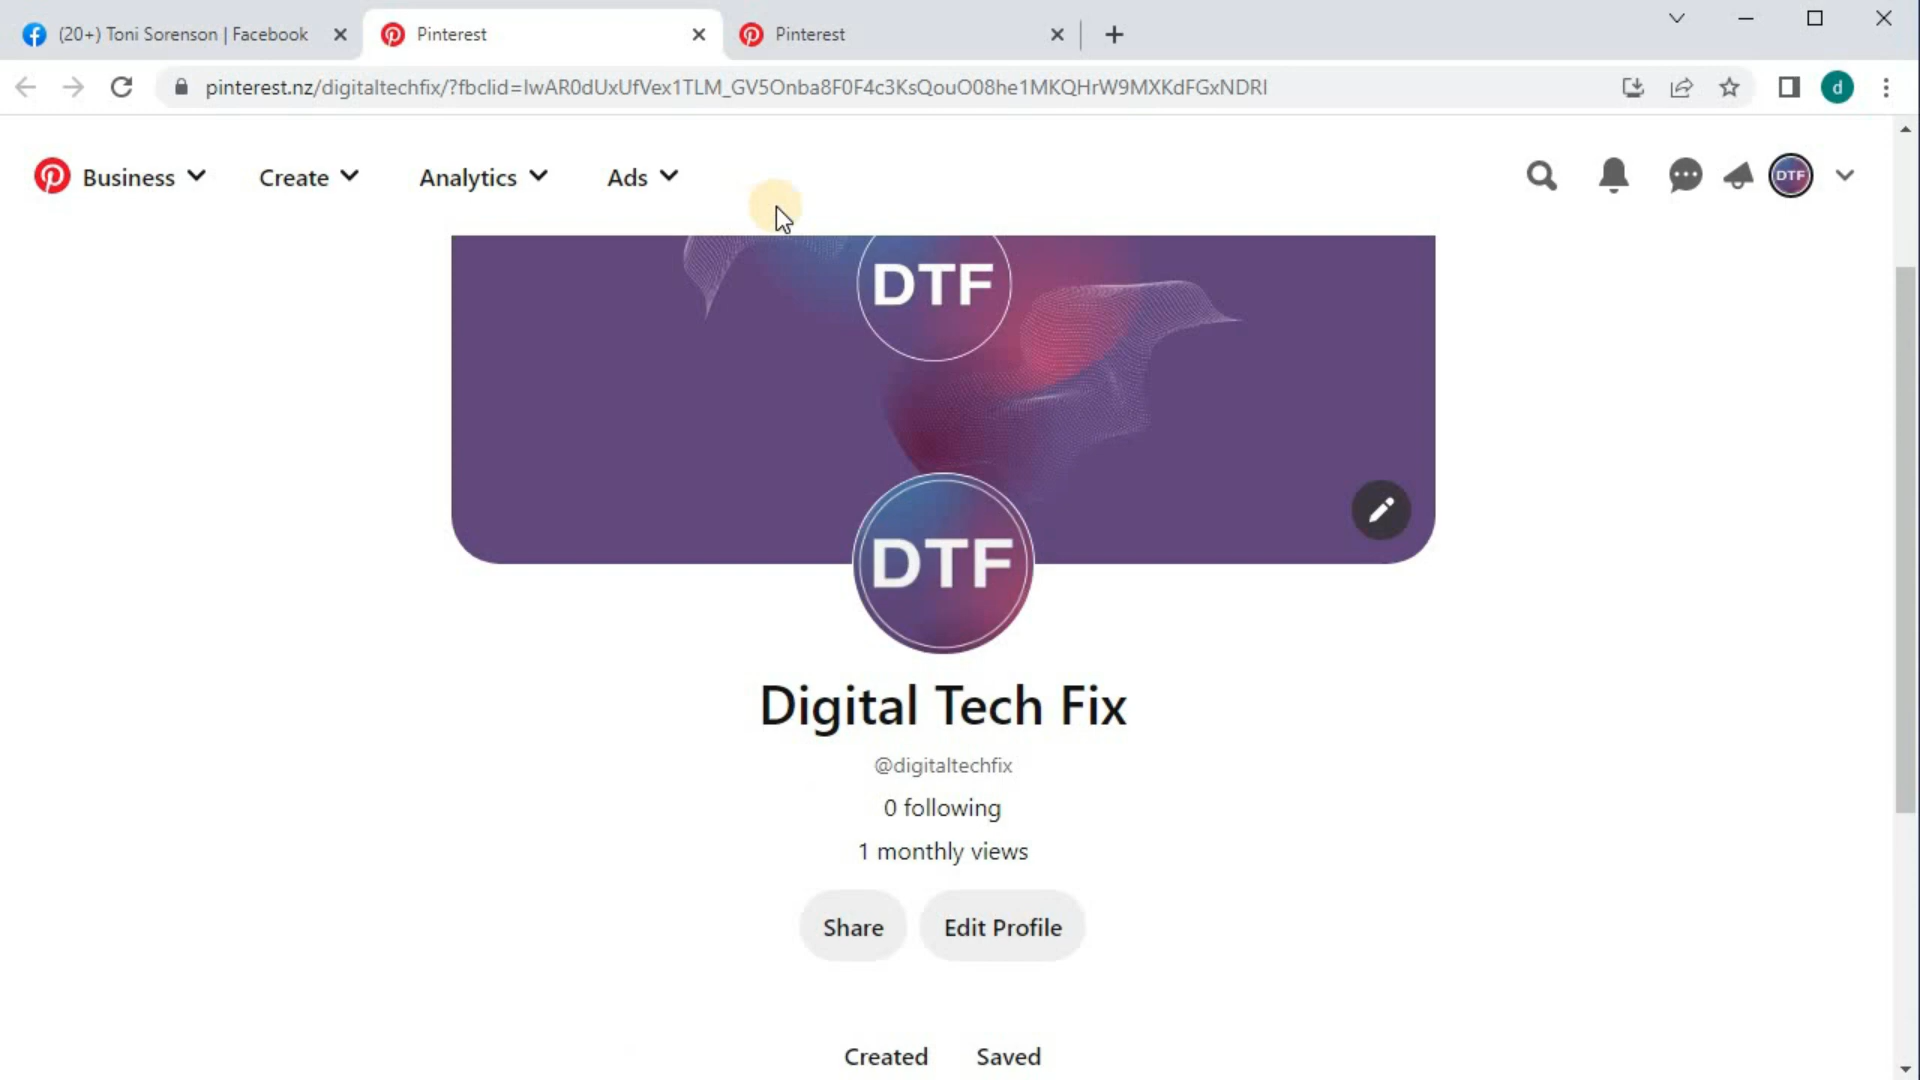 (20+) Toni Sorenson | Facebook
Pinterest
Pinterest
pinterest.nz/digitaltechfix/?fbclid=IwAR0dUxUfVex1TLM_GV5Onba8F0F4c3KsQouO08he1MKQHrW9MXKdFGxNDRI
d
Business
Create
Analytics
Ads
DTF
DTF
DTF
Digital Tech Fix
@digitaltechfix
0 following
1 monthly views
Share
Edit Profile
Created
Saved